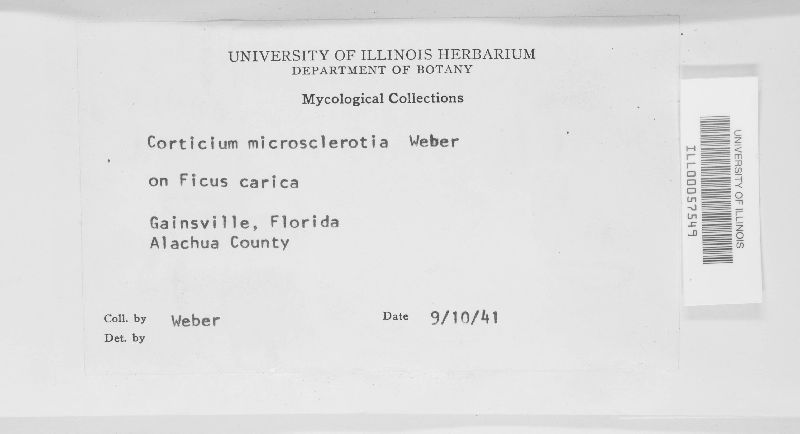 UNIVERSITY OF ILLINOIS HERBARIUM
DEPARTMENT OF BOTANY
Mycological Collections
Corticium microsclerotia Weber
on Ficus carica
Gainsville, Florida
Alachua County
Coll. by Weber
Date 9/10/41
Det. by
UNIVERSITY OF ILLINOIS
ILL00057549